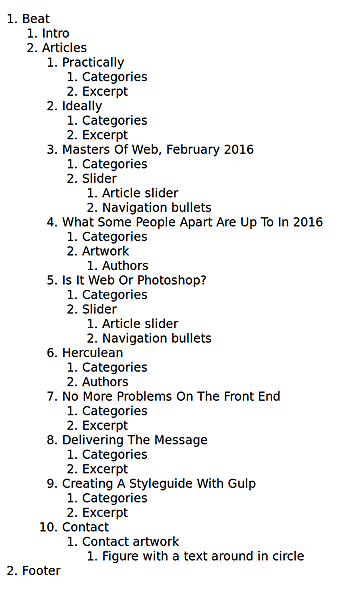 1. Beat
1. Intro
2. Articles
1. Practically
1. Categories
2. Excerpt
2. Ideally
1. Categories
2. Excerpt
3. Masters Of Web, February 2016
1. Categories
2. Slider
1. Article slider
2. Navigation bullets
4. What Some People Apart Are Up To In 2016
1. Categories
2. Artwork
1. Authors
5. Is It Web Or Photoshop?
1. Categories
2. Slider
1. Article slider
2. Navigation bullets
6. Herculean
1. Categories
2. Authors
7. No More Problems On The Front End
1. Categories
2. Excerpt
8. Delivering The Message
1. Categories
2. Excerpt
9. Creating A Styleguide With Gulp
1. Categories
2. Excerpt
10. Contact
1. Contact artwork
1. Figure with a text around in circle
2. Footer